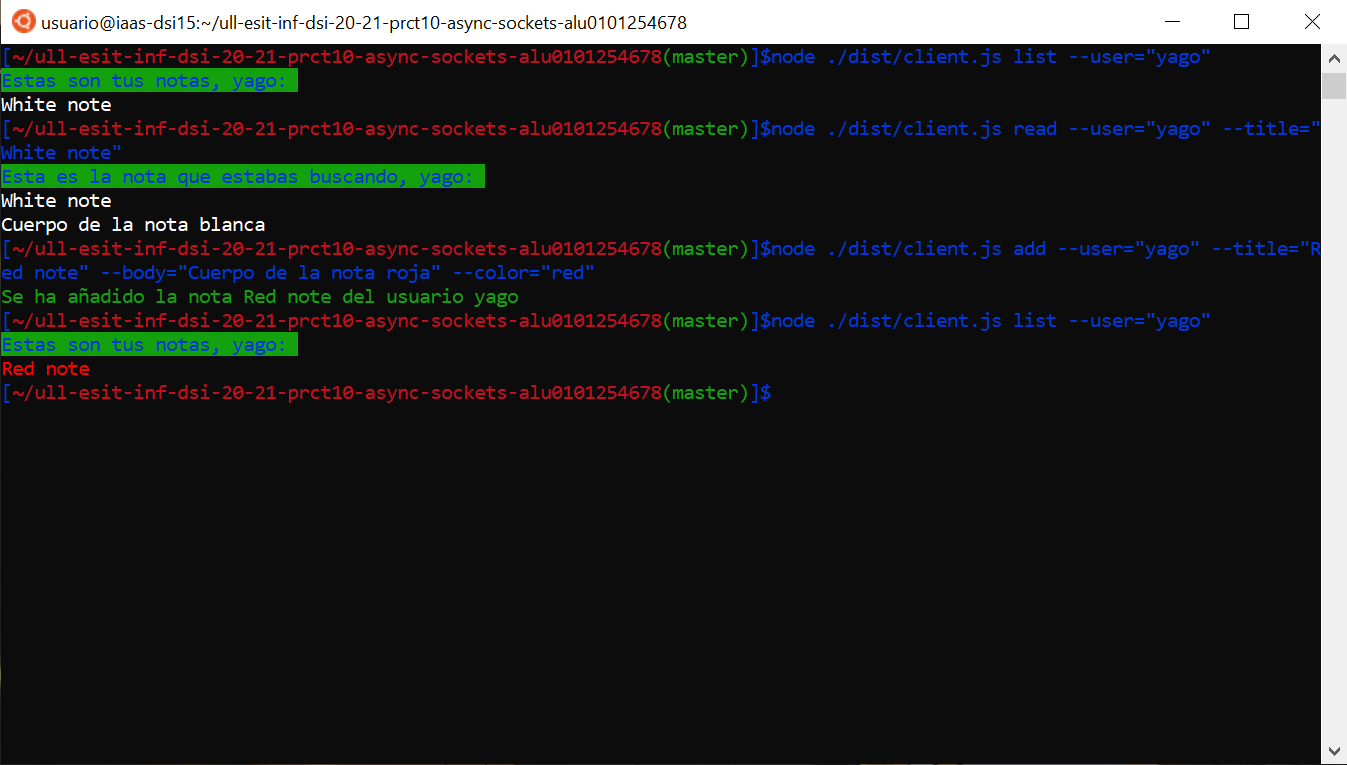 usuario@iaas-dsi15:~/ull-esit-inf-dsi-20-21-prct10-async-sockets-alu0101254678
[~/ull-esit-inf-dsi-20-21-prct10-async-sockets-alu0101254678(master)]$node ./dist/client.js list --user="yago"
Estas son tus notas, yago:
White note
[~/ull-esit-inf-dsi-20-21-prct10-async-sockets-alu0101254678(master)]$node ./dist/client.js read --user="yago" --title="
White note"
Esta es la nota que estabas buscando, yago:
White note
Cuerpo de la nota blanca
[~/ull-esit-inf-dsi-20-21-prct10-async-sockets-alu0101254678(master)]$node ./dist/client.js add --user="yago" --title="R
ed note" --body="Cuerpo de la nota roja" --color="red"
Se ha añadido la nota Red note del usuario yago
[~/ull-esit-inf-dsi-20-21-prct10-async-sockets-alu0101254678(master)]$node ./dist/client.js list --user="yago"
Estas son tus notas, yago:
Red note
[~/ull-esit-inf-dsi-20-21-prct10-async-sockets-alu0101254678(master)]$